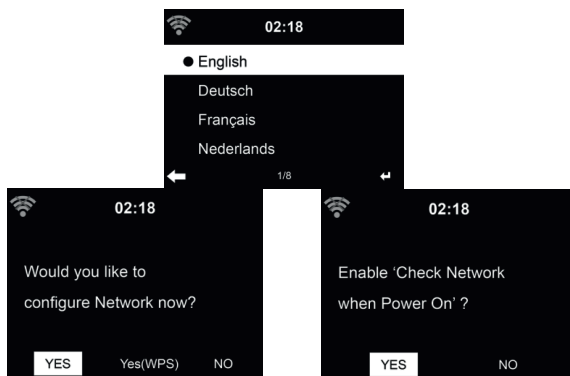 02:18
English
Deutsch
Français
Nederlands
1/8
02:18
Would you like to
configure Network now?
YES Yes(WPS) NO
02:18
Enable ‘Check Network
when Power On’ ?
YES NO